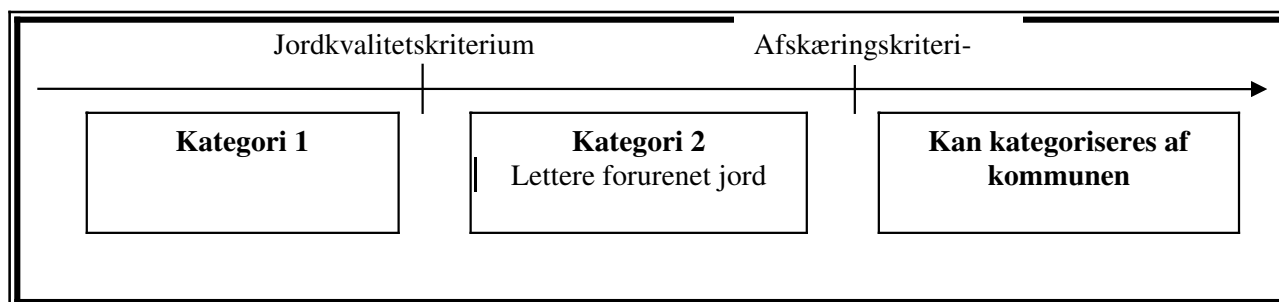 Jordkvalitetskriterium
Afskæringskriteri-
Kategori 1
Kategori 2
Lettere forurenet jord
Kan kategoriseres af
kommunen